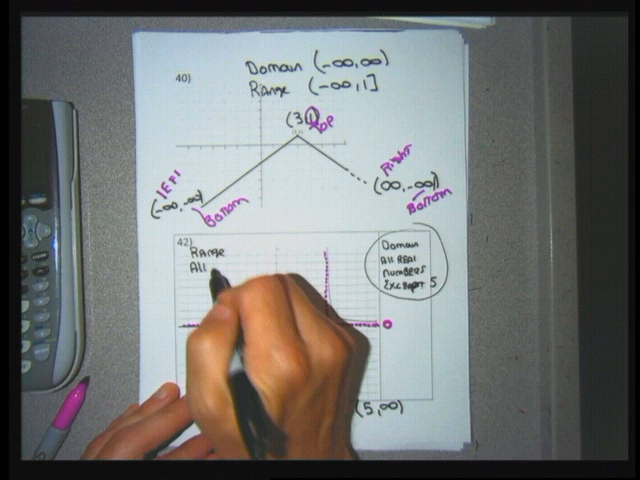 40)
Domain (-∞,∞)
Range (-∞,1]
(3,1)
Top
LEFt
(-∞,-∞)
Bottom
Right
(∞,-∞)
Bottom
42)
Range
All
Domain
All REAl
numbers
Except 5
0
(5,∞)